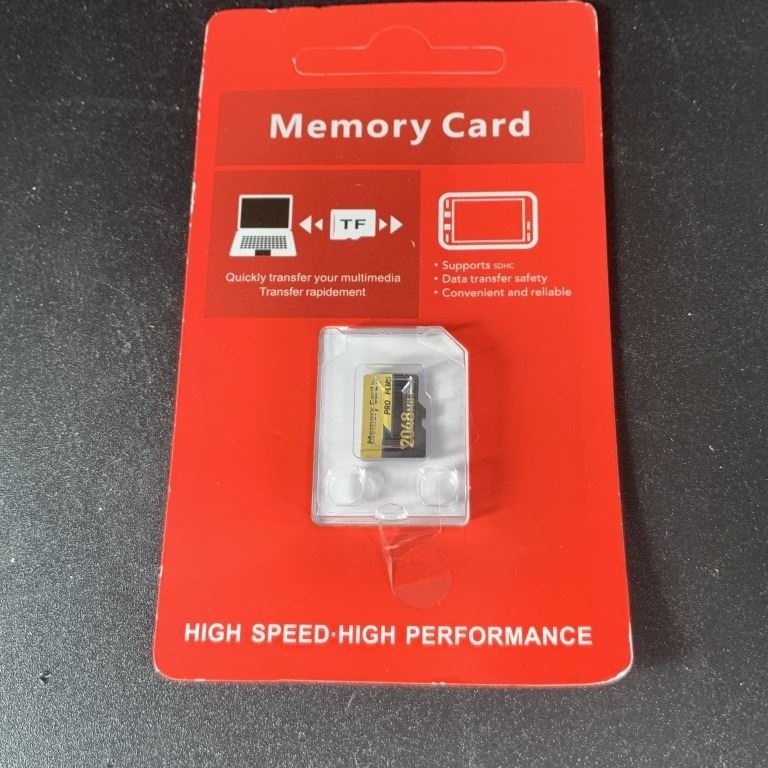 Memory Card
TF
Quickly transfer your multimedia
Transfer rapidement
• Supports SDHC
• Data transfer safety
• Convenient and reliable
Memory Card
PRO PLUS
2048
HIGH SPEED·HIGH PERFORMANCE